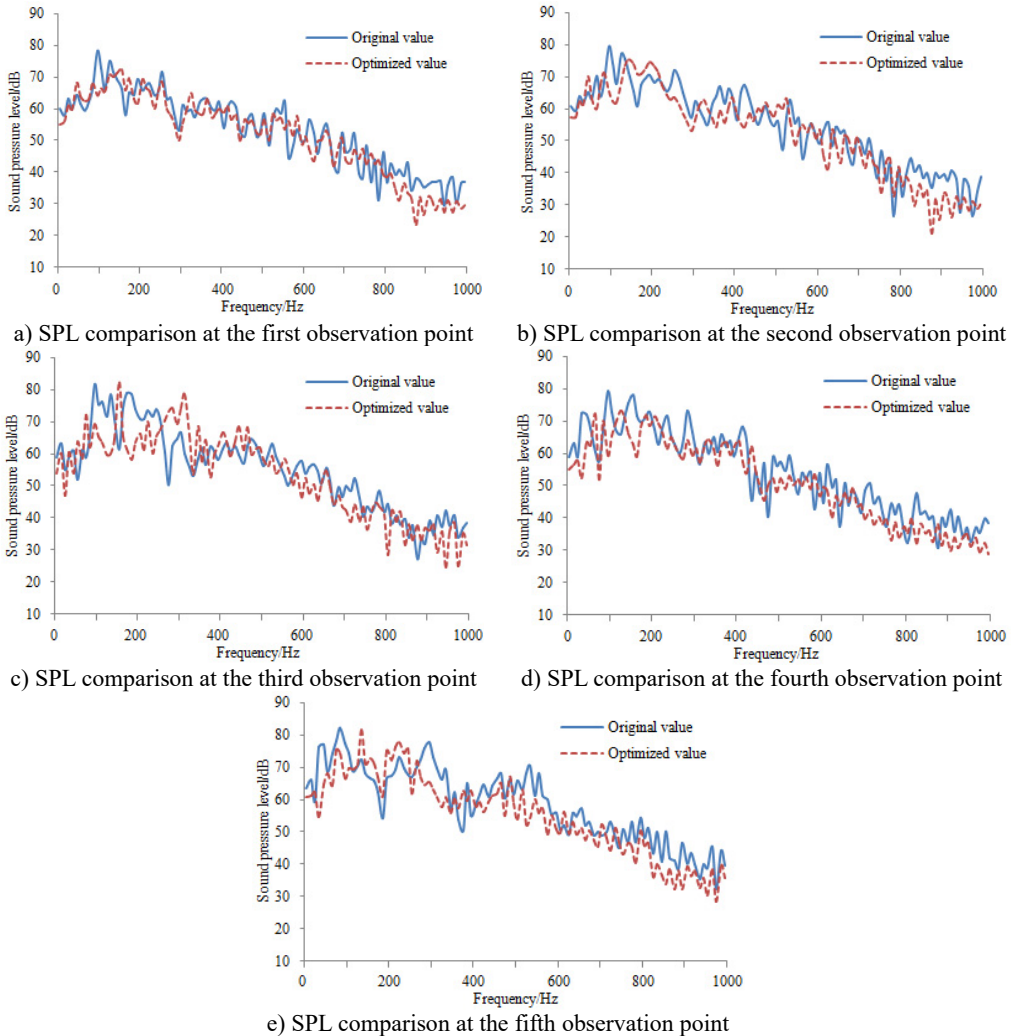 90
80
70
60
50
40
30
20
10
Sound pressure level/dB
Original value
Optimized value
0 200 400 600 800 1000
Frequency/Hz
a) SPL comparison at the first observation point
90
80
70
60
50
40
30
20
10
Sound pressure level/dB
Original value
Optimized value
0 200 400 600 800 1000
Frequency/Hz
b) SPL comparison at the second observation point
90
80
70
60
50
40
30
20
10
Sound pressure level/dB
Original value
Optimized value
0 200 400 600 800 1000
Frequency/Hz
c) SPL comparison at the third observation point
90
80
70
60
50
40
30
20
10
Sound pressure level/dB
Original value
Optimized value
0 200 400 600 800 1000
Frequency/Hz
d) SPL comparison at the fourth observation point
90
80
70
60
50
40
30
20
10
Sound pressure level/dB
Original value
Optimized value
0 200 400 600 800 1000
Frequency/Hz
e) SPL comparison at the fifth observation point